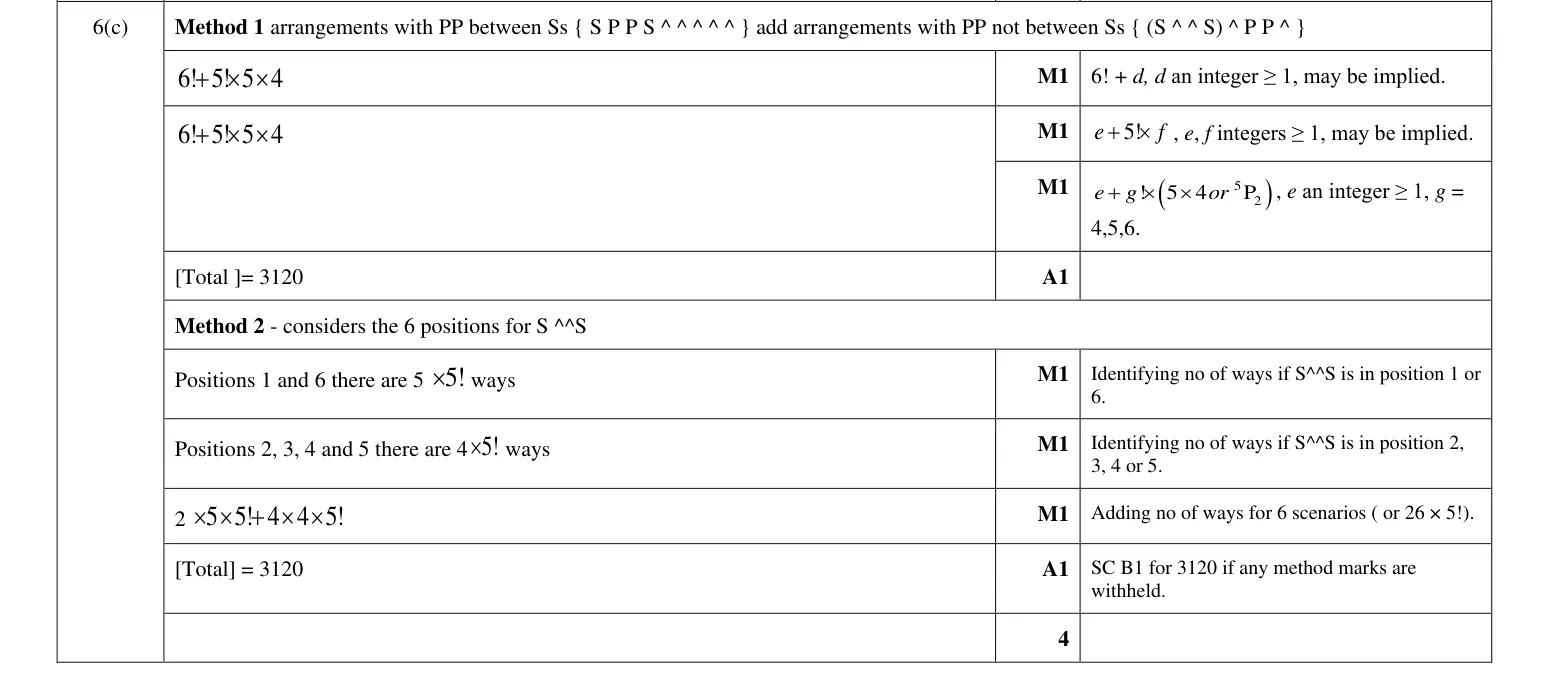 6(c)
Method 1 arrangements with PP between Ss { S P P S ^ ^ ^ ^ ^ } add arrangements with PP not between Ss { (S ^ ^ S) ^ P P ^ }
6!+5!×5×4
M1
6! + d, d an integer ≥ 1, may be implied.
6!+5!×5×4
M1
e + 5!× f , e, f integers ≥ 1, may be implied.
M1
e + g!×(5×4 or ⁵P₂), e an integer ≥ 1, g =
4,5,6.
[Total ]= 3120
A1
Method 2 - considers the 6 positions for S ^^S
Positions 1 and 6 there are 5 ×5! ways
M1
Identifying no of ways if S^^S is in position 1 or
6.
Positions 2, 3, 4 and 5 there are 4×5! ways
M1
Identifying no of ways if S^^S is in position 2,
3, 4 or 5.
2 ×5×5!+4×4×5!
M1
Adding no of ways for 6 scenarios ( or 26 × 5!).
[Total] = 3120
A1
SC B1 for 3120 if any method marks are
withheld.
4